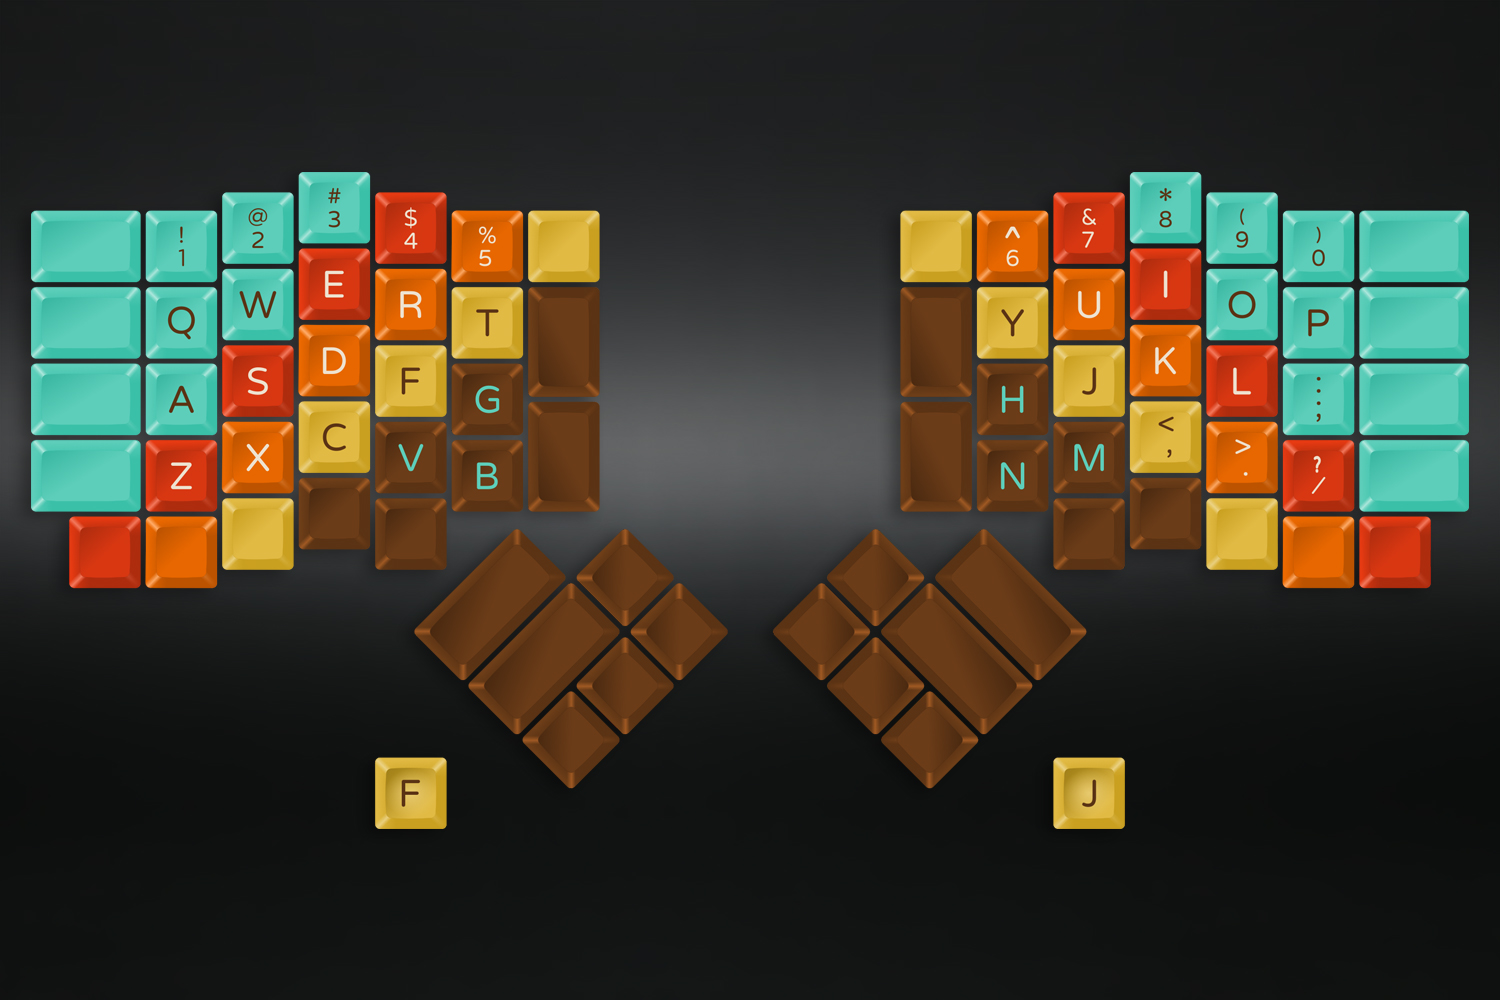 ! 1
@ 2
# 3
$ 4
% 5
^ 6
& 7
* 8
( 9
) 0
Q W E R T
Y U I O P
A S D F G
H J K L : ;
Z X C V B
N M < , > . ? /
F
J